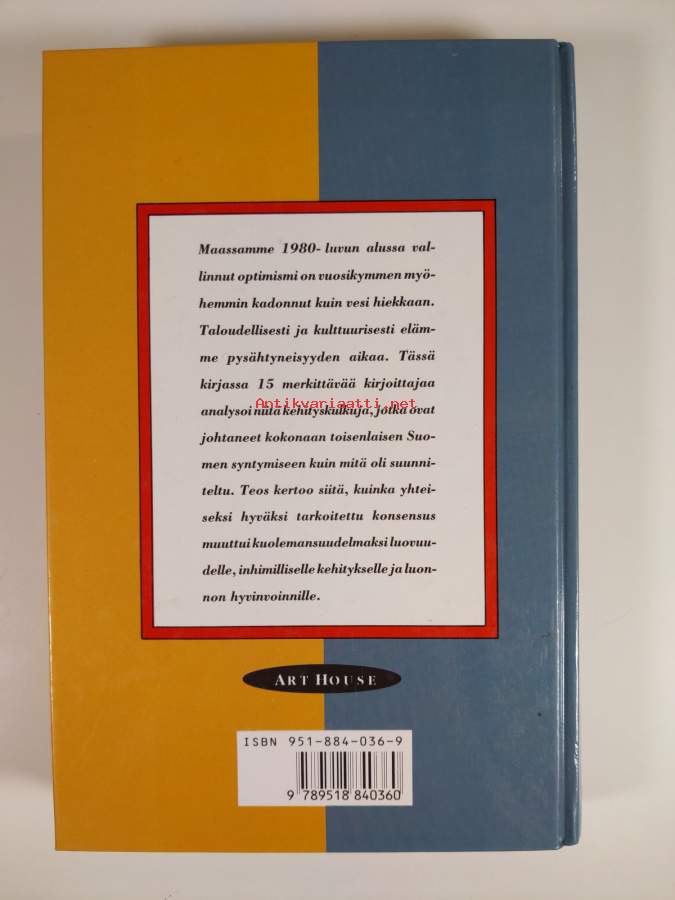 Maassamme 1980- luvun alussa val-
linnut optimismi on vuosikymmen myö-
hemmin kadonnut kuin vesi hiekkaan.
Taloudellisesti ja kulttuurisesti eläm-
me pysähtyneisyyden aikaa. Tässä
kirjassa 15 merkittävää kirjoittajaa
Antikvariaatti.net
analysoi niitä kehityskulkuja, jotka ovat
johtaneet kokonaan toisenlaisen Suo-
men syntymiseen kuin mitä oli suunni-
teltu. Teos kertoo siitä, kuinka yhtei-
seksi hyväksi tarkoitettu konsensus
muuttui kuolemansuudelmaksi luovuu-
delle, inhimilliselle kehitykselle ja luon-
non hyvinvoinnille.
ART HOUSE
ISBN 951-884-036-9
9 789518 840360